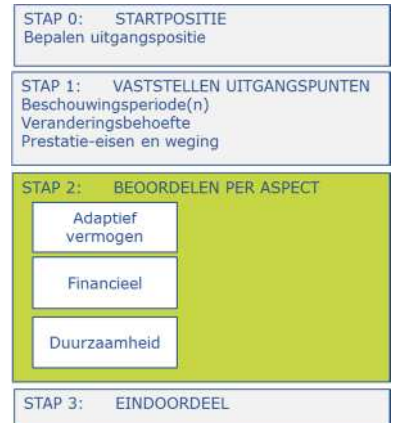 STAP 0: STARTPOSITIE
Bepalen uitgangspositie
STAP 1: VASTSTELLEN UITGANGSPUNTEN
Beschouwingsperiode(n)
Veranderingsbehoefte
Prestatie-eisen en weging
STAP 2: BEOORDELEN PER ASPECT
Adaptief
vermogen
Financieel
Duurzaamheid
STAP 3: EINDOORDEEL